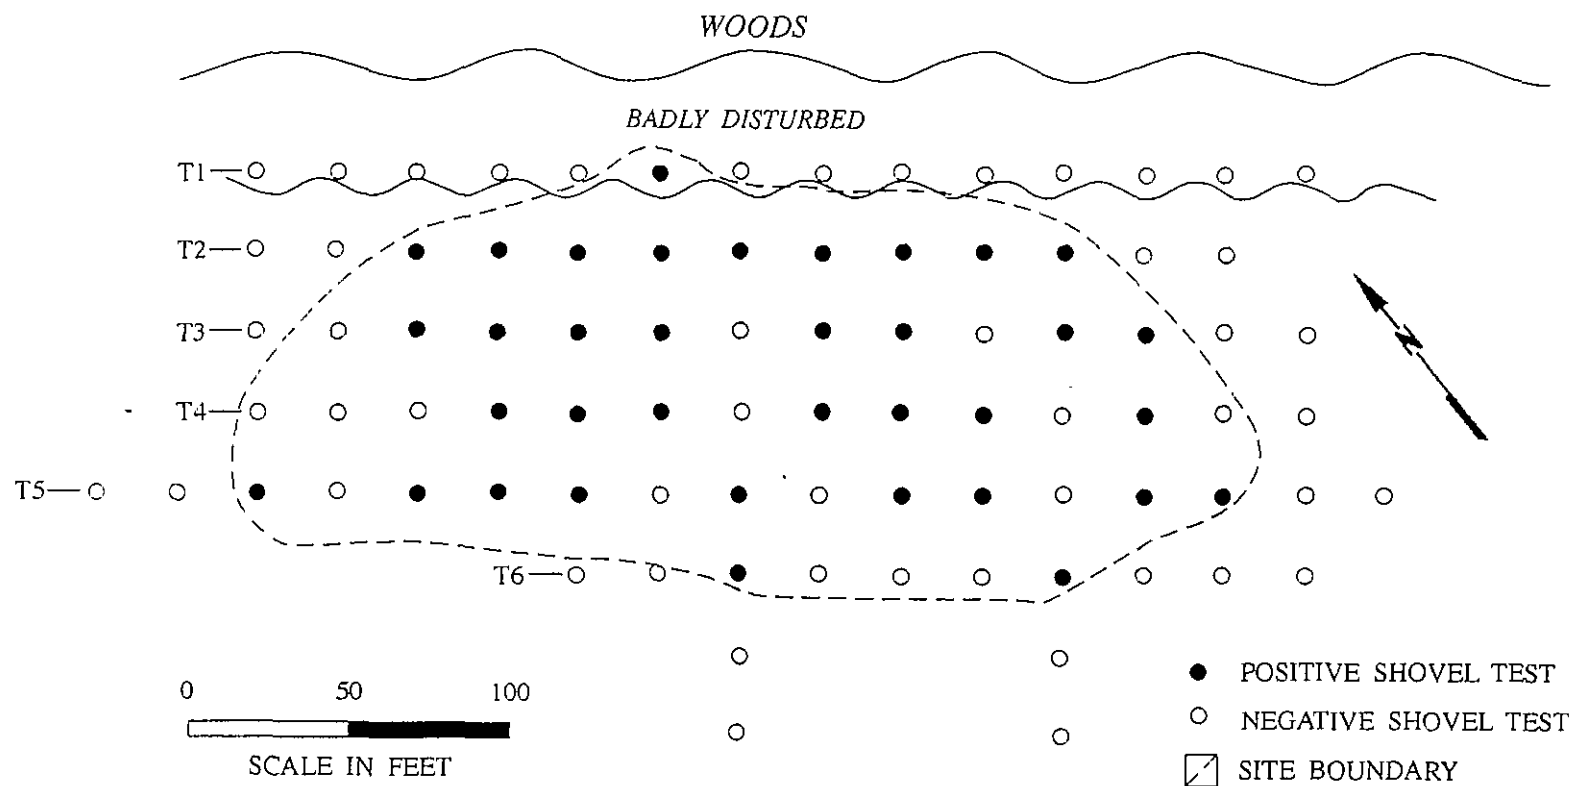 WOODS
BADLY DISTURBED
T1
T2
T3
T4
T5
T6
N
0 50 100
SCALE IN FEET
POSITIVE SHOVEL TEST
NEGATIVE SHOVEL TEST
SITE BOUNDARY